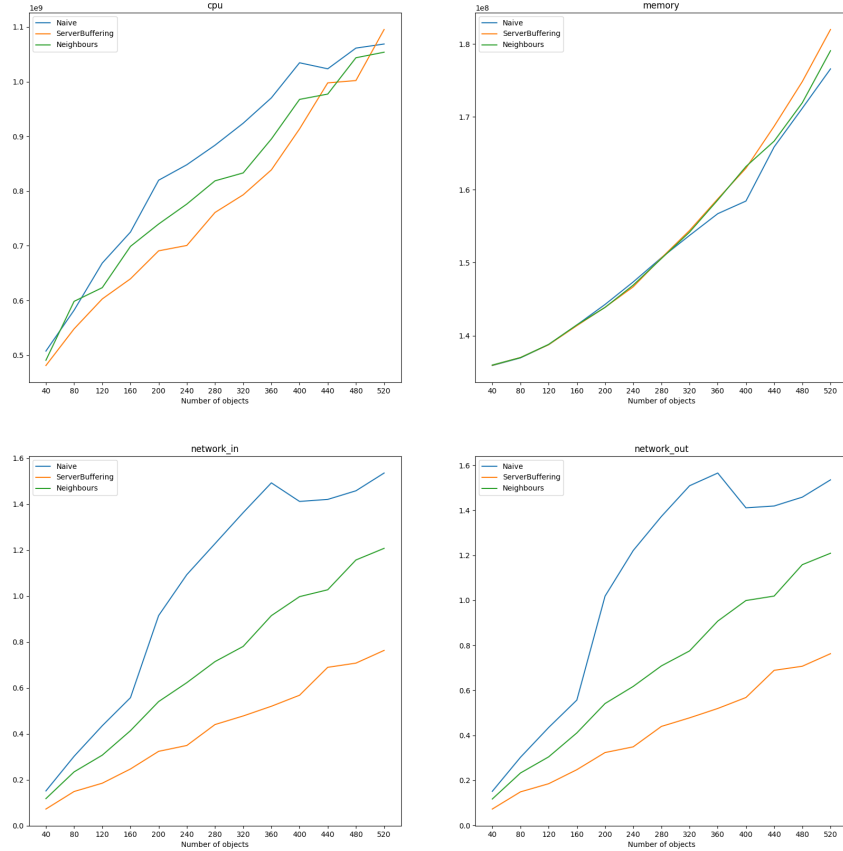 cpu
1e9
Naive
ServerBuffering
Neighbours
1.1
1.0
0.9
0.8
0.7
0.6
0.5
40 80 120 160 200 240 280 320 360 400 440 480 520
Number of objects
memory
1e8
Naive
ServerBuffering
Neighbours
1.8
1.7
1.6
1.5
1.4
40 80 120 160 200 240 280 320 360 400 440 480 520
Number of objects
network_in
Naive
ServerBuffering
Neighbours
1.6
1.4
1.2
1.0
0.8
0.6
0.4
0.2
0.0
40 80 120 160 200 240 280 320 360 400 440 480 520
Number of objects
network_out
Naive
ServerBuffering
Neighbours
1.6
1.4
1.2
1.0
0.8
0.6
0.4
0.2
0.0
40 80 120 160 200 240 280 320 360 400 440 480 520
Number of objects